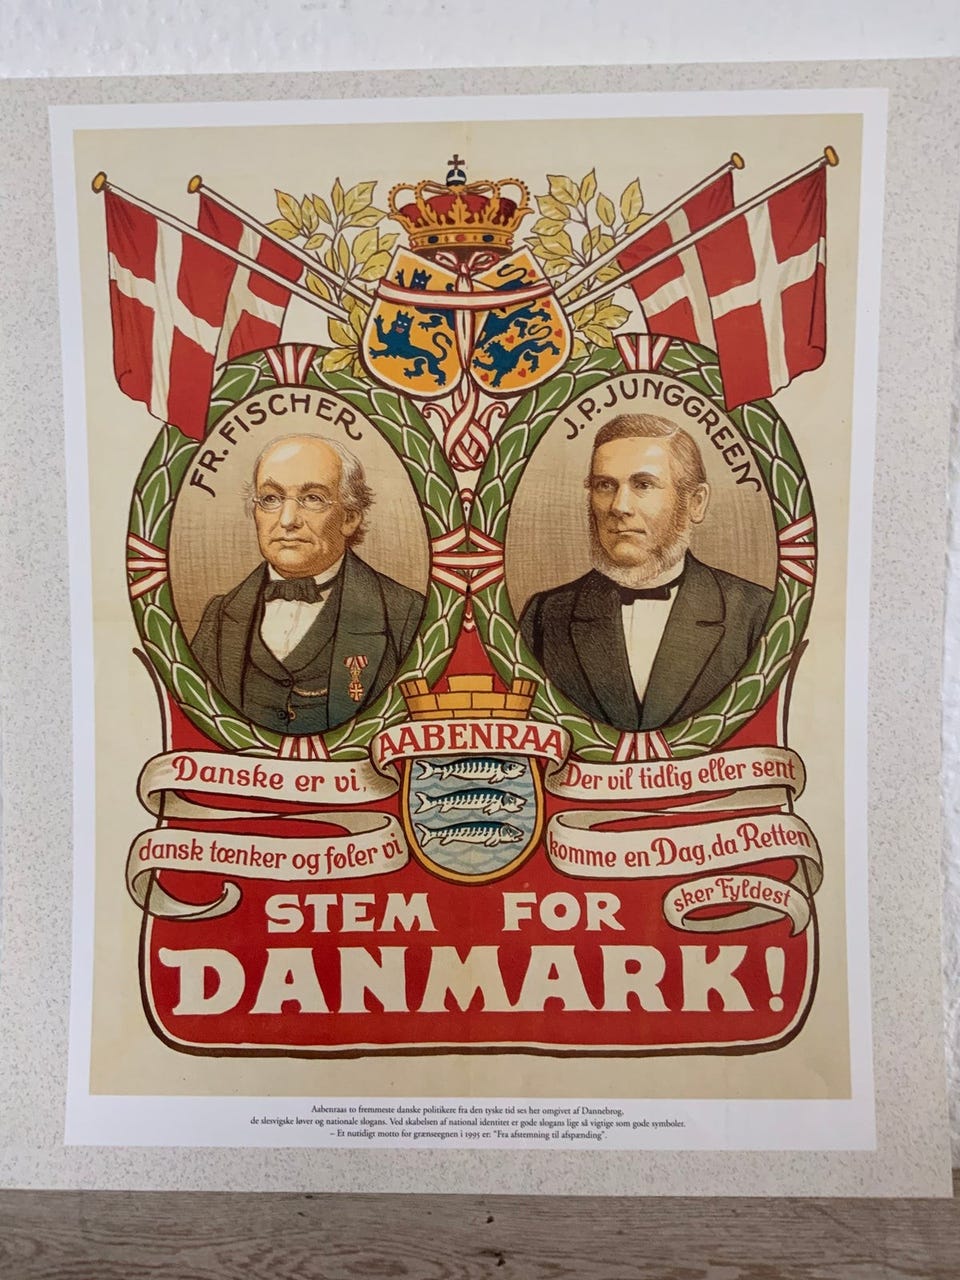 FR. FISCHER
J.P. JUNGGREEN
AABENRAA
Danske er vi,
dansk tænker og føler vi
Der vil tidlig eller sent
komme en Dag, da Retten
sker Fyldest
STEM FOR
DANMARK!
Aabenraas to fremmeste danske politikere fra den tyske tid ses her omgivet af Dannebrog,
de slesvigske løver og nationale slogans. Ved skabelsen af national identitet er gode slogans lige så vigtige som gode symboler.
– Et nutidigt motto for grænseegnen i 1995 er: "Fra afstemning til afspænding".